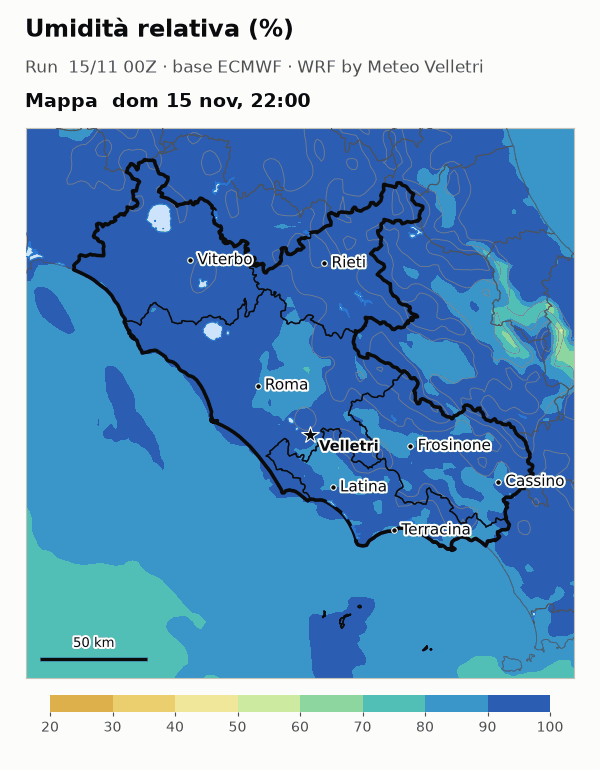 Umidità relativa (%)
Run  15/11 00Z · base ECMWF · WRF by Meteo Velletri
Mappa  dom 15 nov, 22:00
Viterbo
Rieti
Roma
Velletri
Frosinone
Cassino
Latina
Terracina
50 km
20 30 40 50 60 70 80 90 100